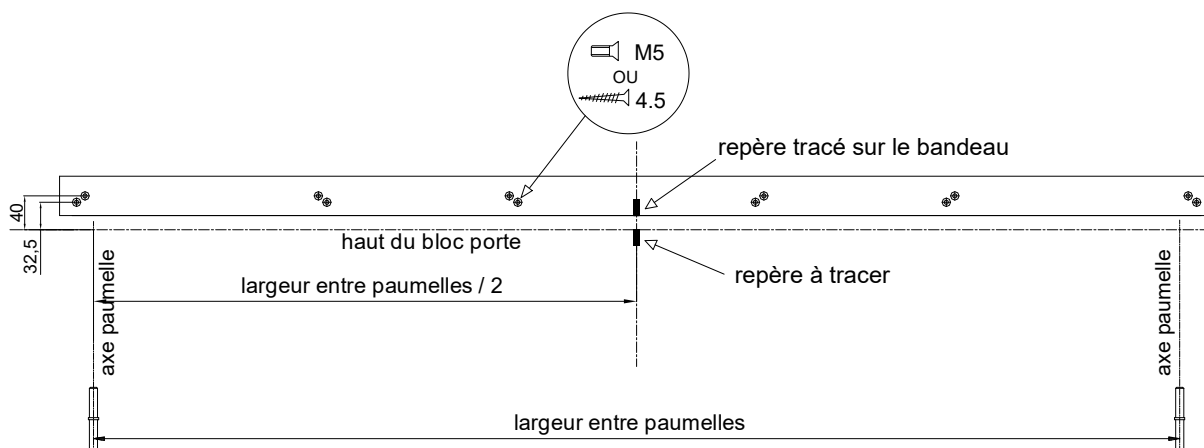 M5
OU
4.5
repère tracé sur le bandeau
40
32,5
haut du bloc porte
repère à tracer
largeur entre paumelles / 2
axe paumelle
axe paumelle
largeur entre paumelles